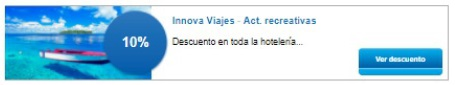 Innova Viajes - Act. recreativas
10%
Descuento en toda la hotelería...
Ver descuento